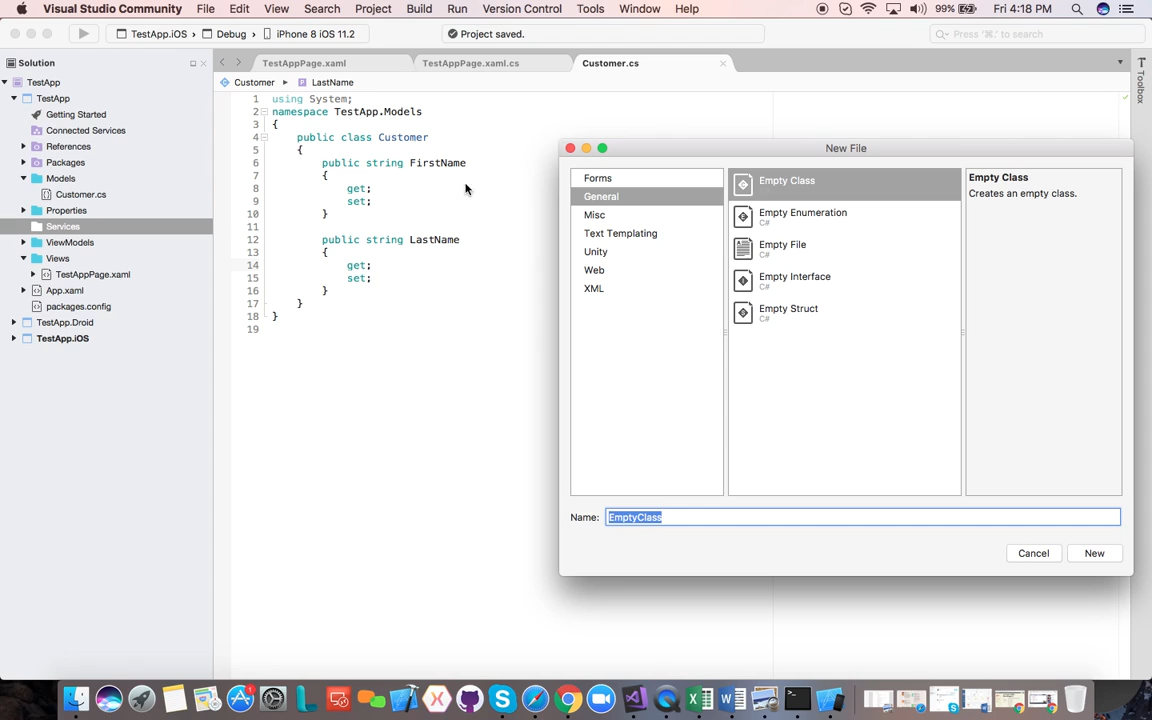 Visual Studio Community File Edit View Search Project Build Run Version Control Tools Window Help 99% Fri 4:18 PM
TestApp.iOS Debug iPhone 8 iOS 11.2 Project saved. Press '⌘.' to search
Solution
TestAppPage.xaml TestAppPage.xaml.cs Customer.cs
Toolbox
TestApp
TestApp
Getting Started
Connected Services
References
Packages
Models
Customer.cs
Properties
Services
ViewModels
Views
TestAppPage.xaml
App.xaml
packages.config
TestApp.Droid
TestApp.iOS
Customer LastName
1 using System;
2 namespace TestApp.Models
3 {
4 public class Customer
5 {
6 public string FirstName
7 {
8 get;
9 set;
10 }
11
12 public string LastName
13 {
14 get;
15 set;
16 }
17 }
18 }
19
New File
Forms
General
Misc
Text Templating
Unity
Web
XML
Empty Class
Empty Enumeration
C#
Empty File
C#
Empty Interface
C#
Empty Struct
C#
Empty Class
Creates an empty class.
Name: EmptyClass
Cancel New